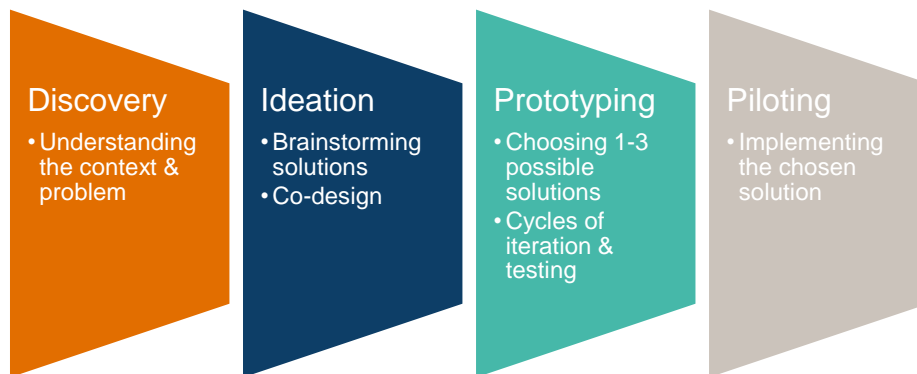 Discovery
• Understanding
the context &
problem
Ideation
• Brainstorming
solutions
• Co-design
Prototyping
• Choosing 1-3
possible
solutions
• Cycles of
iteration &
testing
Piloting
• Implementing
the chosen
solution